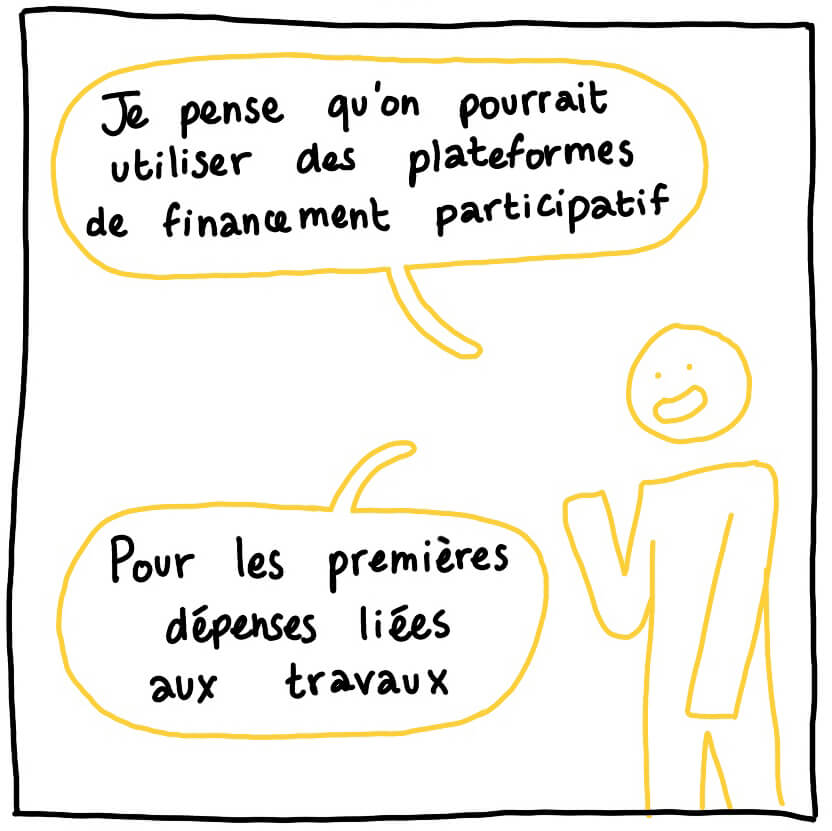 Je pense qu'on pourrait
utiliser des plateformes
de financement participatif
Pour les premières
dépenses liées
aux travaux